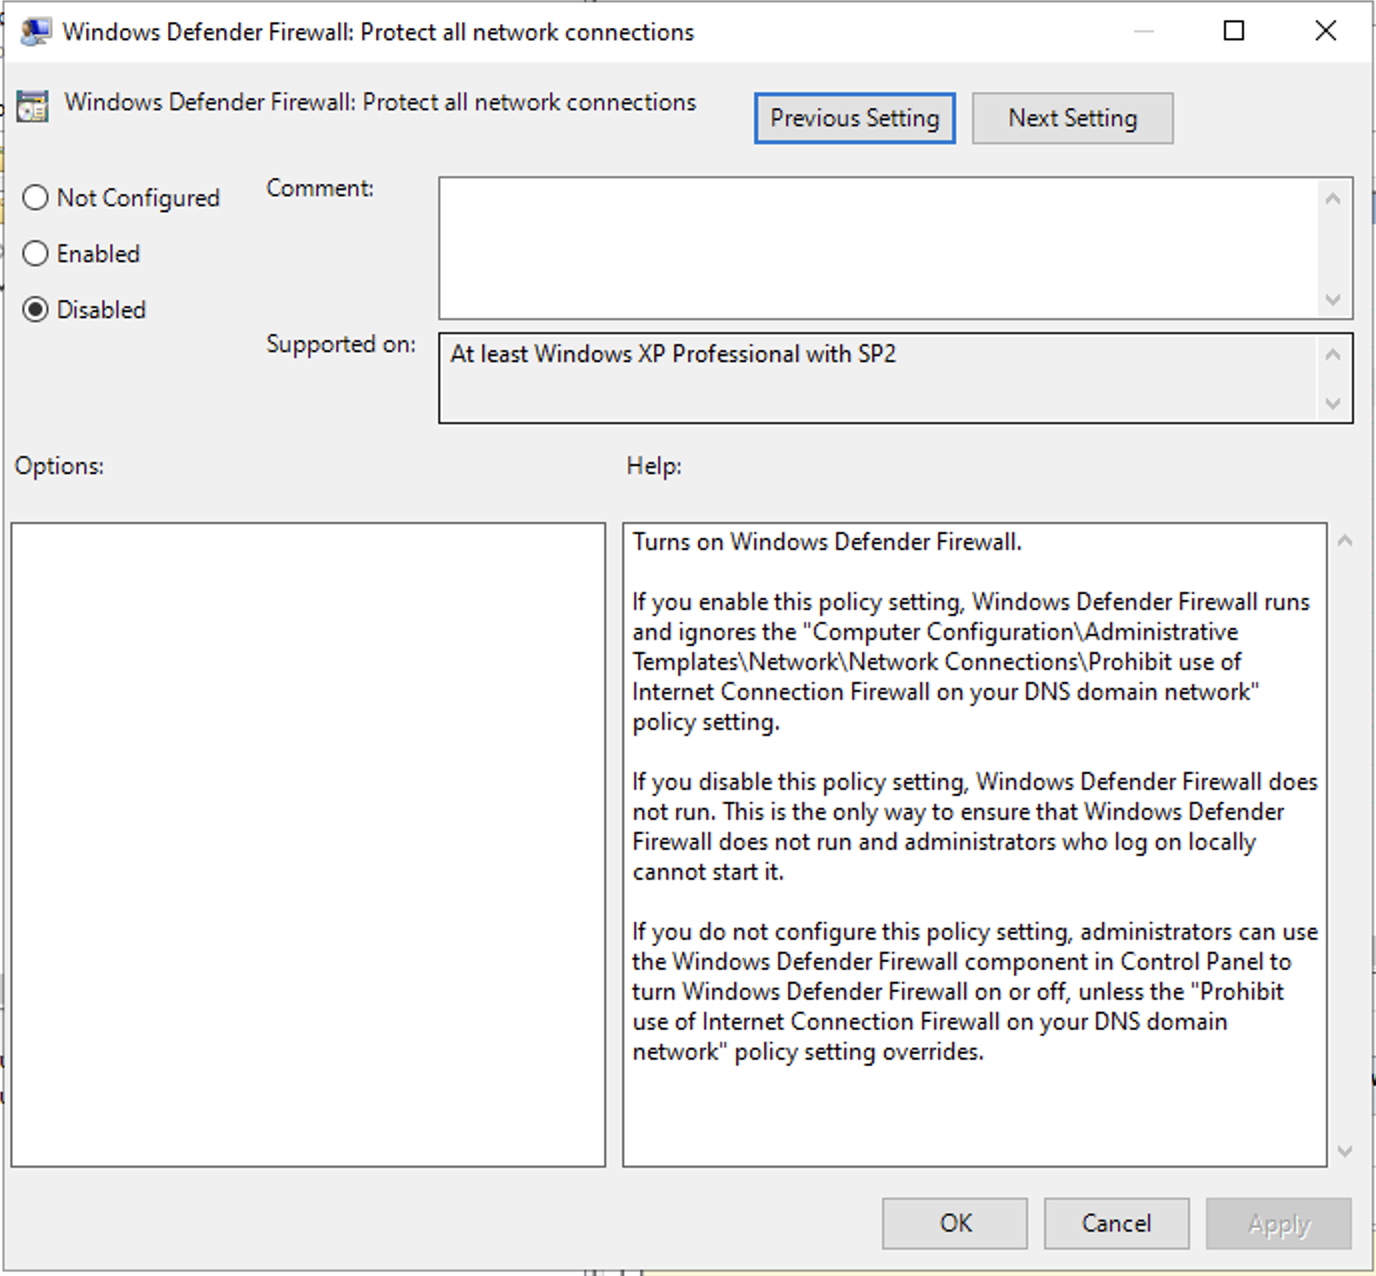 Windows Defender Firewall: Protect all network connections
Windows Defender Firewall: Protect all network connections
Previous Setting
Next Setting
Not Configured
Comment:
Enabled
Disabled
Supported on:
At least Windows XP Professional with SP2
Options:
Help:
Turns on Windows Defender Firewall.
If you enable this policy setting, Windows Defender Firewall runs
and ignores the "Computer Configuration\Administrative
Templates\Network\Network Connections\Prohibit use of
Internet Connection Firewall on your DNS domain network"
policy setting.
If you disable this policy setting, Windows Defender Firewall does
not run. This is the only way to ensure that Windows Defender
Firewall does not run and administrators who log on locally
cannot start it.
If you do not configure this policy setting, administrators can use
the Windows Defender Firewall component in Control Panel to
turn Windows Defender Firewall on or off, unless the "Prohibit
use of Internet Connection Firewall on your DNS domain
network" policy setting overrides.
OK
Cancel
Apply